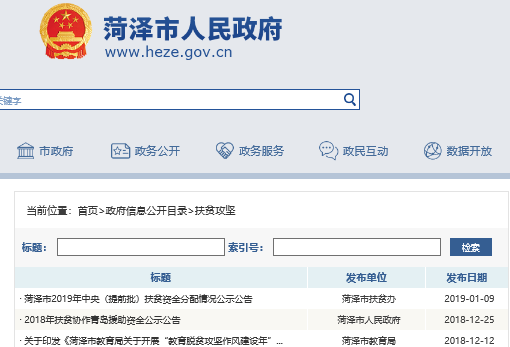 菏泽市人民政府
www.heze.gov.cn
键字
市政府 政务公开 政务服务 政民互动 数据开放
当前位置：首页>政府信息公开目录>扶贫攻坚
标题： 索引号： 检索
标题 发布单位 发布日期
· 菏泽市2019年中央（提前批）扶贫资金分配情况公示公告 菏泽市扶贫办 2019-01-09
· 2018年扶贫协作青岛援助资金公示公告 菏泽市人民政府 2018-12-25
· 关于印发《菏泽市教育局关于开展“教育脱贫攻坚作风建设年”... 菏泽市教育局 2018-12-12